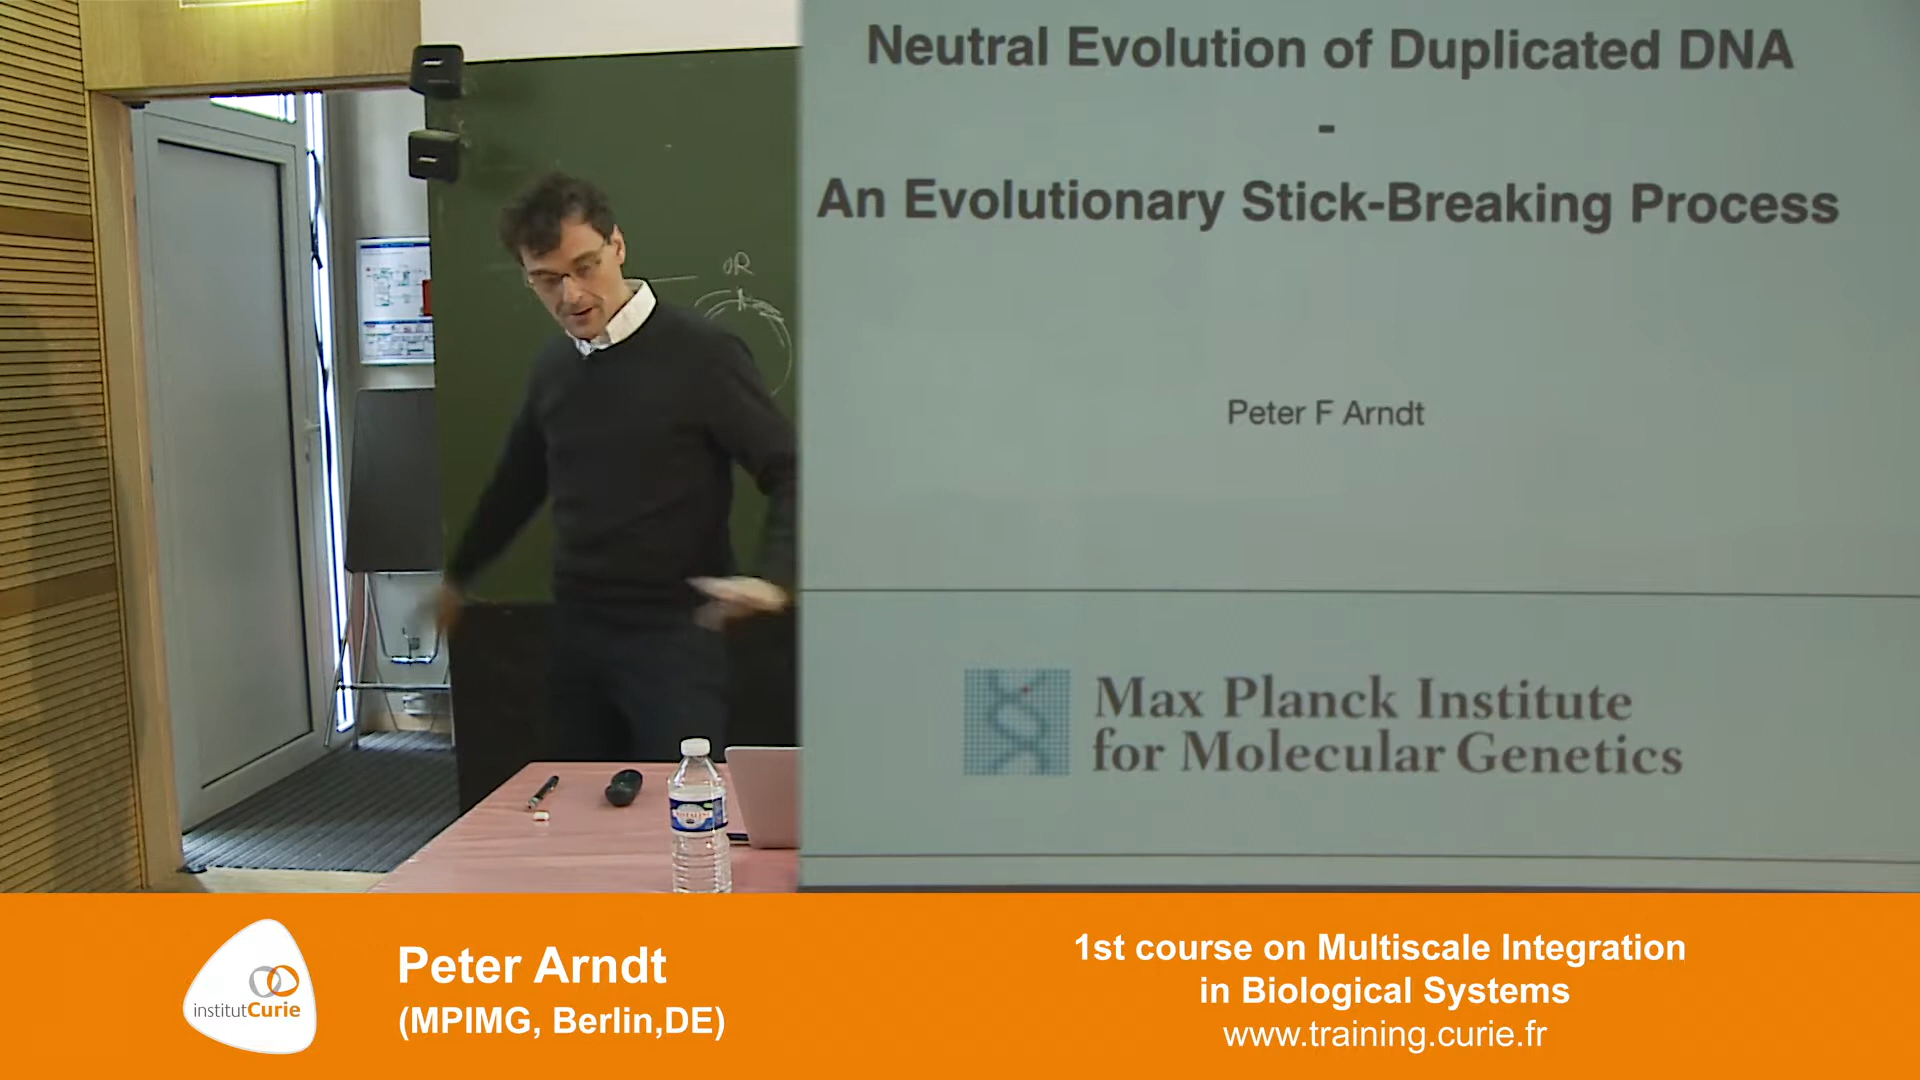 Neutral Evolution of Duplicated DNA
-
An Evolutionary Stick-Breaking Process
Peter F Arndt
Max Planck Institute
for Molecular Genetics
OR
institutCurie
Peter Arndt
(MPIMG, Berlin,DE)
1st course on Multiscale Integration
in Biological Systems
www.training.curie.fr